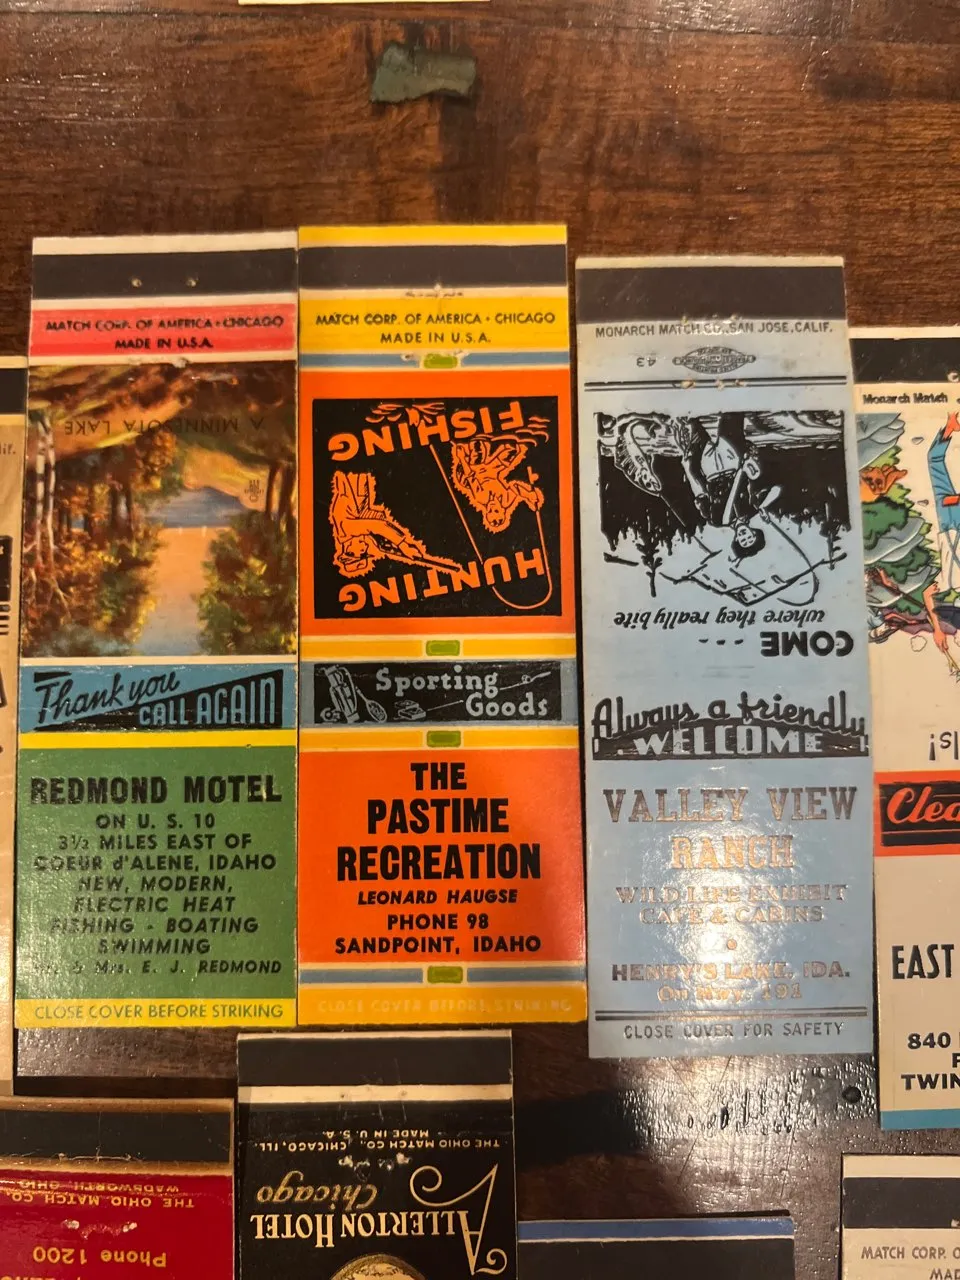 MATCH CORP. OF AMERICA • CHICAGO
MADE IN U.S.A.
A MINNESOTA LAKE
Thank you
CALL AGAIN
REDMOND MOTEL
ON U. S. 10
3½ MILES EAST OF
COEUR d'ALENE, IDAHO
NEW, MODERN,
ELECTRIC HEAT
FISHING - BOATING
SWIMMING
& Mrs. E. J. REDMOND
CLOSE COVER BEFORE STRIKING
MATCH CORP. OF AMERICA • CHICAGO
MADE IN U.S.A.
HUNTING
FISHING
HUNTING
Sporting
Goods
THE
PASTIME
RECREATION
LEONARD HAUGSE
PHONE 98
SANDPOINT, IDAHO
CLOSE COVER BEFORE STRIKING
MONARCH MATCH CO., SAN JOSE, CALIF.
43
COME ---
where they really bite
Always a friendly
WELCOME
VALLEY VIEW
RANCH
WILD LIFE EXHIBIT
CAFE & CABINS
HENRY'S LAKE, IDA.
On Hwy. 191
CLOSE COVER FOR SAFETY
Monarch Match
is!
Clea
EAST
840
TWIN
THE OHIO MATCH CO.
WADSWORTH OHIO
Phone 1200
THE OHIO MATCH CO., CHICAGO, ILL.
MADE IN U. S. A.
ALLERTON HOTEL
Chicago
MATCH CORP. O
MAD